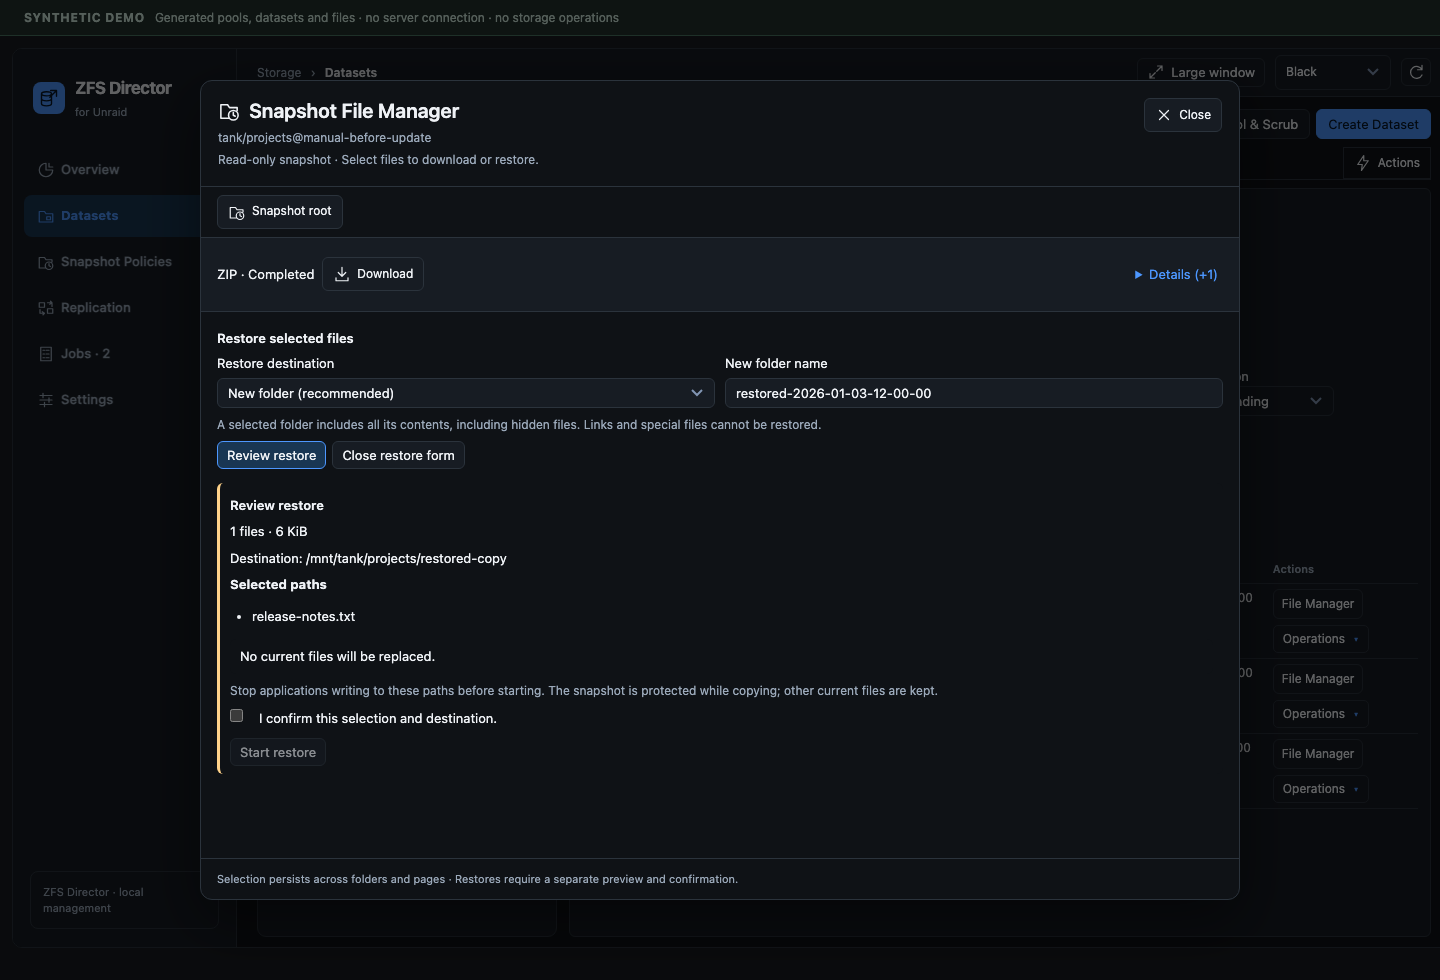 SYNTHETIC DEMO Generated pools, datasets and files · no server connection · no storage operations
ZFS Director
for Unraid
Overview
Datasets
Snapshot Policies
Replication
Jobs · 2
Settings
ZFS Director · local
management
Storage › Datasets
Large window
Black
& Scrub
Create Dataset
Actions
Snapshot File Manager
tank/projects@manual-before-update
Read-only snapshot · Select files to download or restore.
Close
Snapshot root
ZIP · Completed
Download
Details (+1)
Restore selected files
Restore destination
New folder name
New folder (recommended)
restored-2026-01-03-12-00-00
A selected folder includes all its contents, including hidden files. Links and special files cannot be restored.
Review restore
Close restore form
Review restore
1 files · 6 KiB
Destination: /mnt/tank/projects/restored-copy
Selected paths
• release-notes.txt
No current files will be replaced.
Stop applications writing to these paths before starting. The snapshot is protected while copying; other current files are kept.
I confirm this selection and destination.
Start restore
Selection persists across folders and pages · Restores require a separate preview and confirmation.
Actions
File Manager
Operations
File Manager
Operations
File Manager
Operations